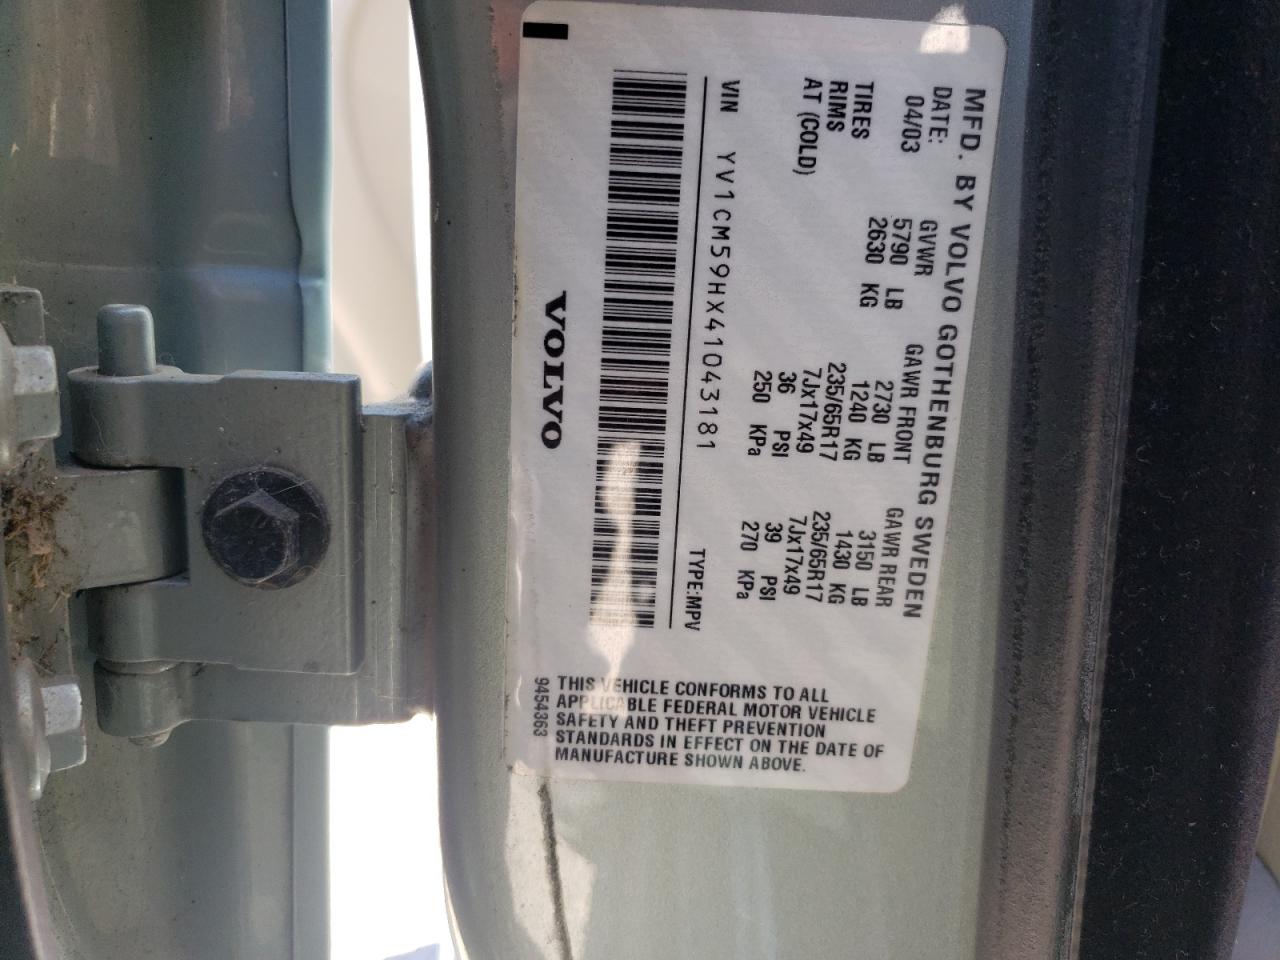 MFD. BY VOLVO GOTHENBURG SWEDEN
DATE: GVWR GAWR FRONT GAWR REAR
04/03 5790 LB 2730 LB 3150 LB
2630 KG 1240 KG 1430 KG
TIRES 235/65R17 235/65R17
RIMS 7Jx17x49 7Jx17x49
AT (COLD) 36 PSI 39 PSI
250 KPa 270 KPa
VIN YV1CM59HX41043181 TYPE:MPV
VOLVO
THIS VEHICLE CONFORMS TO ALL
APPLICABLE FEDERAL MOTOR VEHICLE
SAFETY AND THEFT PREVENTION
STANDARDS IN EFFECT ON THE DATE OF
MANUFACTURE SHOWN ABOVE.
9454363